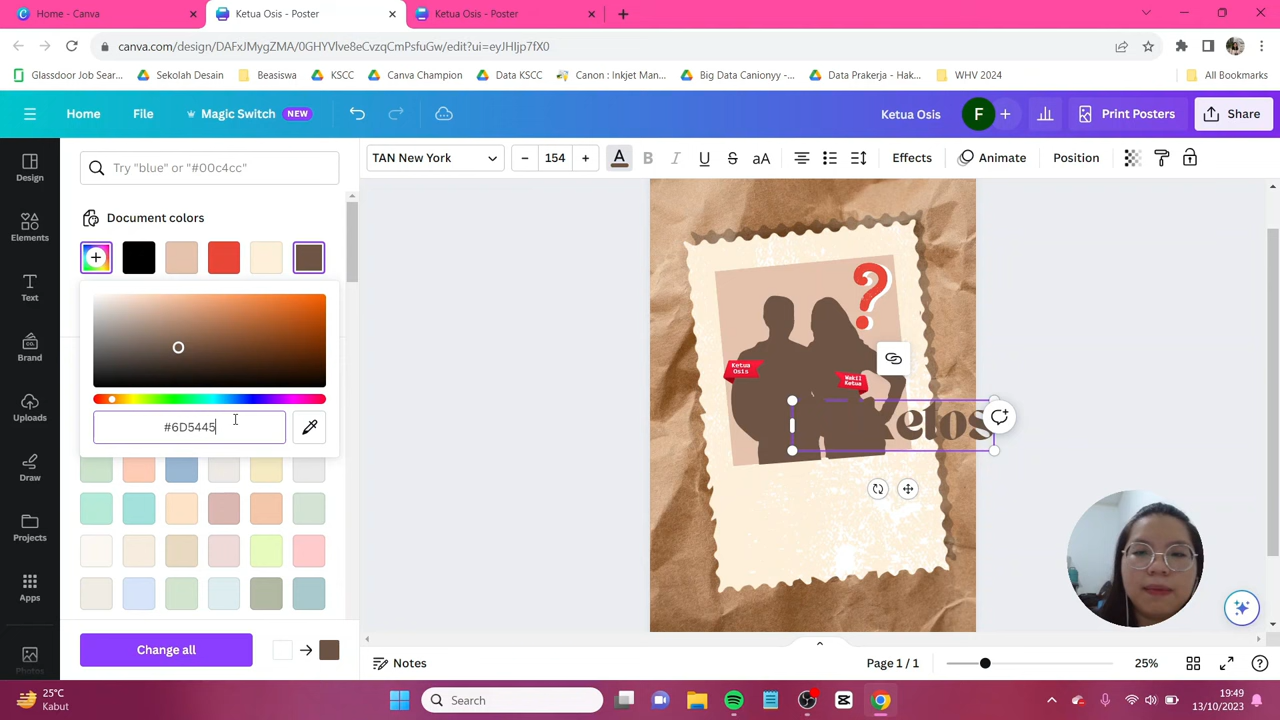 Home - Canva
Ketua Osis - Poster
Ketua Osis - Poster
canva.com/design/DAFxJMygZMA/0GHYVlve8eCvzqCmPsfuGw/edit?ui=eyJHIjp7fX0
Glassdoor Job Sear...
Sekolah Desain
Beasiswa
KSCC
Canva Champion
Data KSCC
Canon : Inkjet Man...
Big Data Canionyy -...
Data Prakerja - Hak...
WHV 2024
All Bookmarks
Home
File
Magic Switch
NEW
Ketua Osis
F
Print Posters
Share
Design
Elements
Text
Brand
Uploads
Draw
Projects
Apps
Photos
Try "blue" or "#00c4cc"
Document colors
#6D5445
Change all
TAN New York
154
A
B
I
U
S
aA
Effects
Animate
Position
?
Ketua
Osis
Wakil
Ketua
Ketos
Notes
Page 1 / 1
25%
25°C
Kabut
Search
19:49
13/10/2023